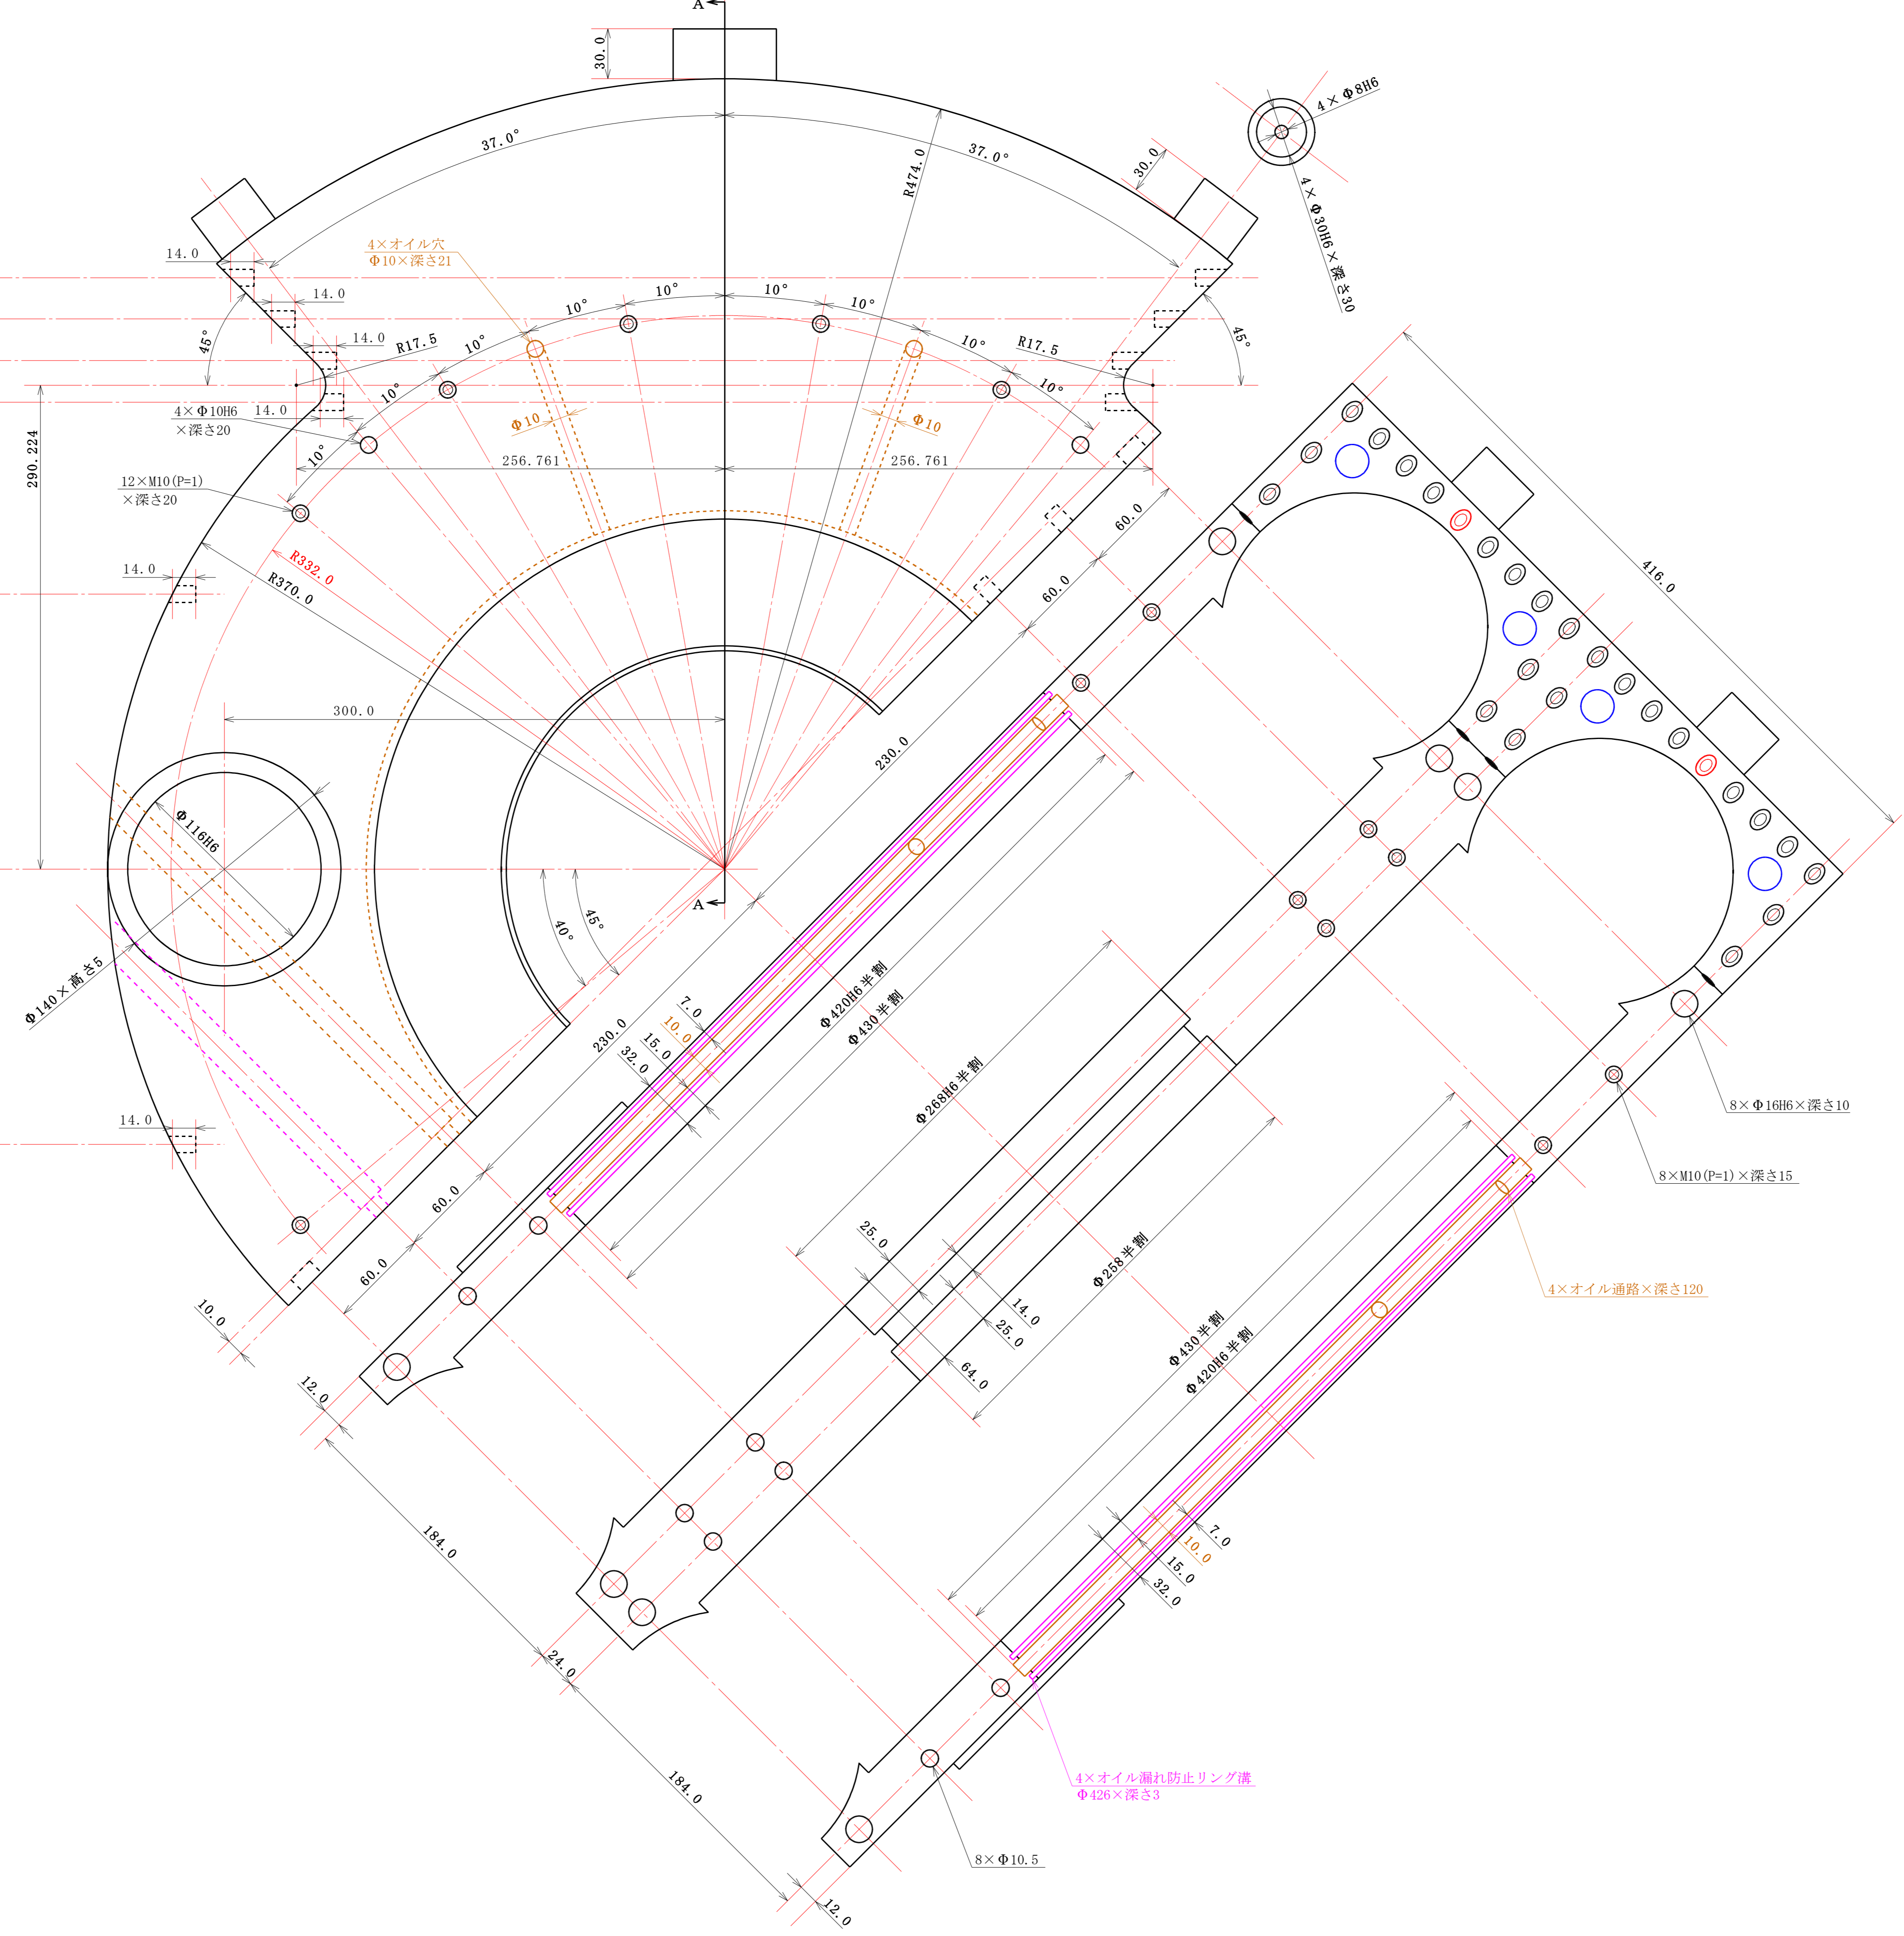 A
30.0
4×Φ8H6
37.0°
37.0°
R474.0
30.0
4×Φ30H6×深さ30
4×オイル穴
Φ10×深さ21
14.0
10°
10°
10°
10°
14.0
45°
14.0
R17.5
10°
10°
R17.5
10°
45°
10°
4×Φ10H6
×深さ20
14.0
Φ10
Φ10
10°
290.224
256.761
256.761
12×M10(P=1)
×深さ20
60.0
416.0
14.0
R332.0
R370.0
60.0
300.0
230.0
Φ116H6
A
40°
45°
Φ140×高さ5
230.0
7.0
10.0
15.0
32.0
Φ420H6半割
Φ430半割
Φ268H6半割
8×Φ16H6×深さ10
14.0
60.0
8×M10(P=1)×深さ15
60.0
25.0
Φ258半割
14.0
25.0
64.0
4×オイル通路×深さ120
10.0
12.0
Φ430半割
Φ420H6半割
184.0
7.0
10.0
15.0
32.0
24.0
184.0
4×オイル漏れ防止リング溝
Φ426×深さ3
8×Φ10.5
12.0